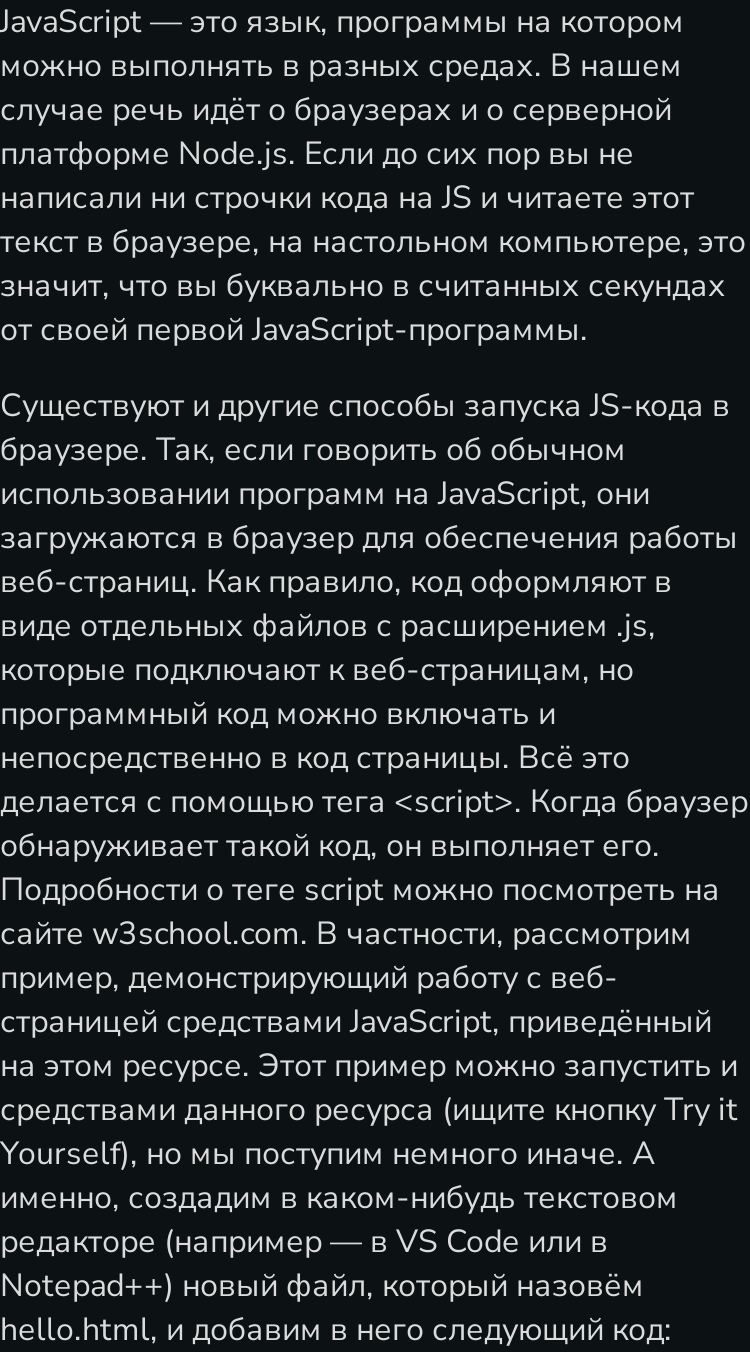 JavaScript — это язык, программы на котором
можно выполнять в разных средах. В нашем
случае речь идёт о браузерах и о серверной
платформе Node.js. Если до сих пор вы не
написали ни строчки кода на JS и читаете этот
текст в браузере, на настольном компьютере, это
значит, что вы буквально в считанных секундах
от своей первой JavaScript-программы.
Существуют и другие способы запуска JS-кода в
браузере. Так, если говорить об обычном
использовании программ на JavaScript, они
загружаются в браузер для обеспечения работы
веб-страниц. Как правило, код оформляют в
виде отдельных файлов с расширением .js,
которые подключают к веб-страницам, но
программный код можно включать и
непосредственно в код страницы. Всё это
делается с помощью тега <script>. Когда браузер
обнаруживает такой код, он выполняет его.
Подробности о теге script можно посмотреть на
сайте w3school.com. В частности, рассмотрим
пример, демонстрирующий работу с веб-
страницей средствами JavaScript, приведённый
на этом ресурсе. Этот пример можно запустить и
средствами данного ресурса (ищите кнопку Try it
Yourself), но мы поступим немного иначе. А
именно, создадим в каком-нибудь текстовом
редакторе (например — в VS Code или в
Notepad++) новый файл, который назовём
hello.html, и добавим в него следующий код: